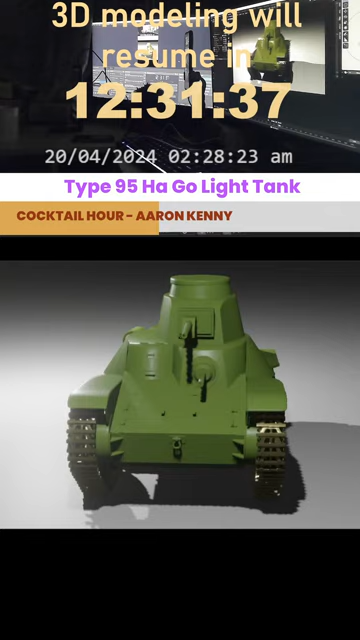 3D modeling will
resume in
12:31:37
20/04/2024 02:28:23 am
Type 95 Ha Go Light Tank
COCKTAIL HOUR - AARON KENNY